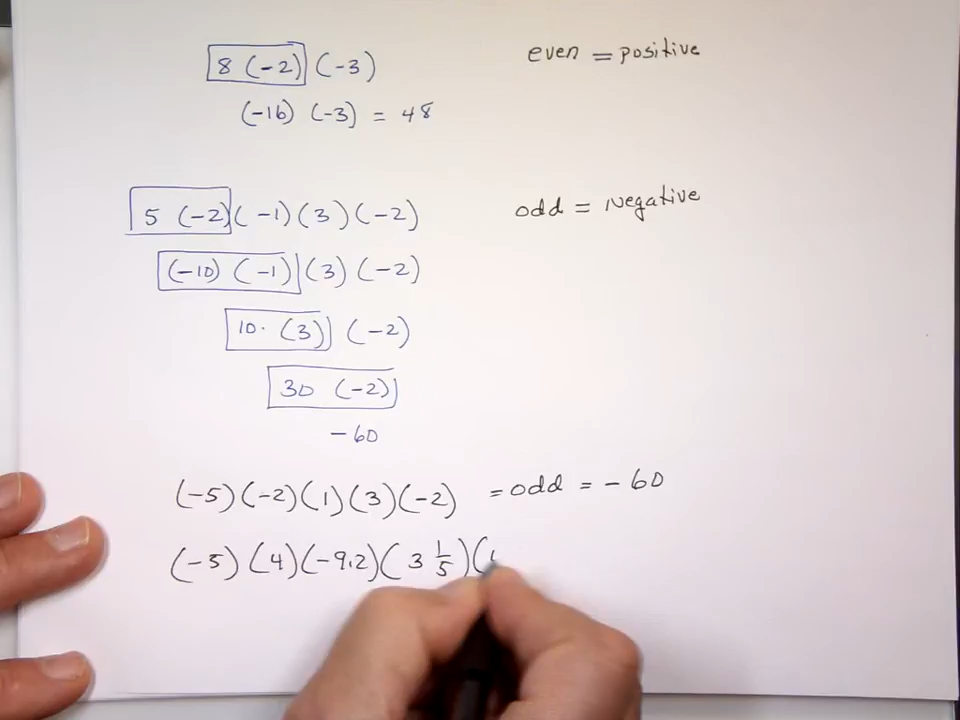 8 (-2) (-3)
even = positive
(-16) (-3) = 48
5 (-2) (-1) (3) (-2)
odd = Negative
(-10) (-1) (3) (-2)
10 · (3) (-2)
30 (-2)
-60
(-5) (-2) (1) (3) (-2) = odd = -60
(-5) (4) (-9.2) (3 1/5) (